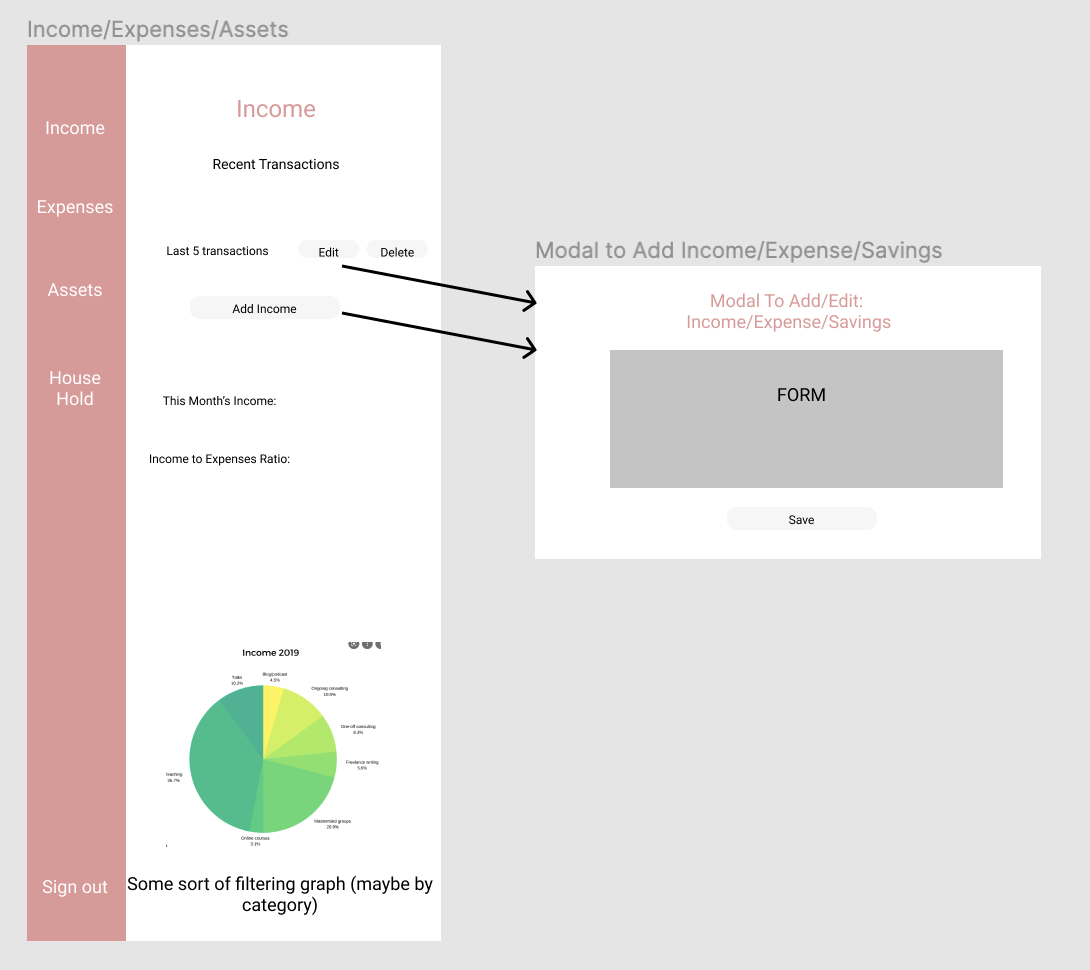 Income/Expenses/Assets
Income
Expenses
Assets
House
Hold
Sign out
Income
Recent Transactions
Last 5 transactions
Edit
Delete
Add Income
This Month's Income:
Income to Expenses Ratio:
Income 2019
Talks
10.2%
Blog/podcast
4.5%
Ongoing consulting
10.5%
One-off consulting
8.3%
Freelance writing
5.6%
Mastermind groups
20.9%
Online courses
3.1%
Teaching
36.7%
Some sort of filtering graph (maybe by
category)
Modal to Add Income/Expense/Savings
Modal To Add/Edit:
Income/Expense/Savings
FORM
Save